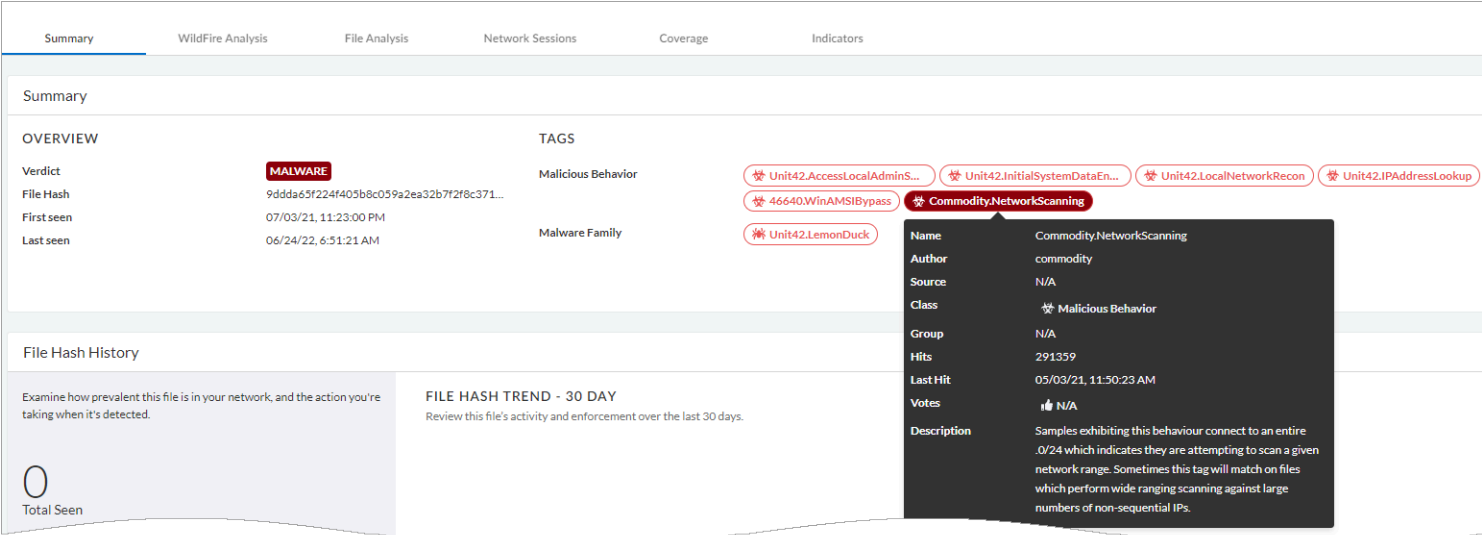 Summary WildFire Analysis File Analysis Network Sessions Coverage Indicators
Summary
OVERVIEW
Verdict MALWARE
File Hash 9ddda65f224f405b8c059a2ea32b7f2f8c371...
First seen 07/03/21, 11:23:00 PM
Last seen 06/24/22, 6:51:21 AM
TAGS
Malicious Behavior Unit42.AccessLocalAdminS... Unit42.InitialSystemDataEn... Unit42.LocalNetworkRecon Unit42.IPAddressLookup
46640.WinAMSIBypass Commodity.NetworkScanning
Malware Family Unit42.LemonDuck
Name Commodity.NetworkScanning
Author commodity
Source N/A
Class Malicious Behavior
Group N/A
Hits 291359
Last Hit 05/03/21, 11:50:23 AM
Votes N/A
Description Samples exhibiting this behaviour connect to an entire
.0/24 which indicates they are attempting to scan a given
network range. Sometimes this tag will match on files
which perform wide ranging scanning against large
numbers of non-sequential IPs.
File Hash History
Examine how prevalent this file is in your network, and the action you're
taking when it's detected.
0
Total Seen
FILE HASH TREND - 30 DAY
Review this file's activity and enforcement over the last 30 days.